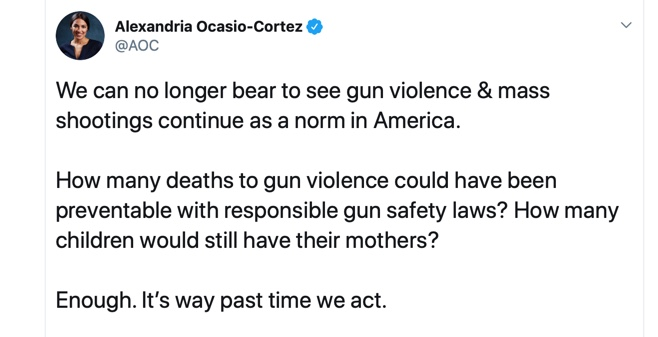 Alexandria Ocasio-Cortez
@AOC
We can no longer bear to see gun violence & mass
shootings continue as a norm in America.
How many deaths to gun violence could have been
preventable with responsible gun safety laws? How many
children would still have their mothers?
Enough. It’s way past time we act.